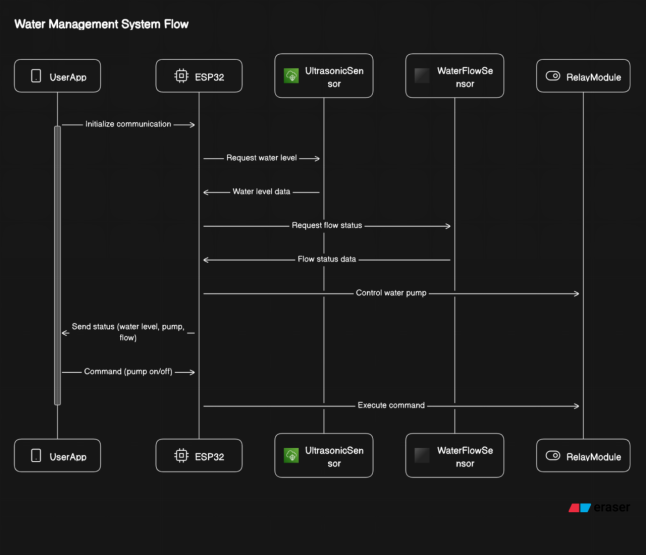 Water Management System Flow
UserApp
ESP32
UltrasonicSen
sor
WaterFlowSe
nsor
RelayModule
Initialize communication
Request water level
Water level data
Request flow status
Flow status data
Control water pump
Send status (water level, pump,
flow)
Command (pump on/off)
Execute command
UserApp
ESP32
UltrasonicSen
sor
WaterFlowSe
nsor
RelayModule
eraser